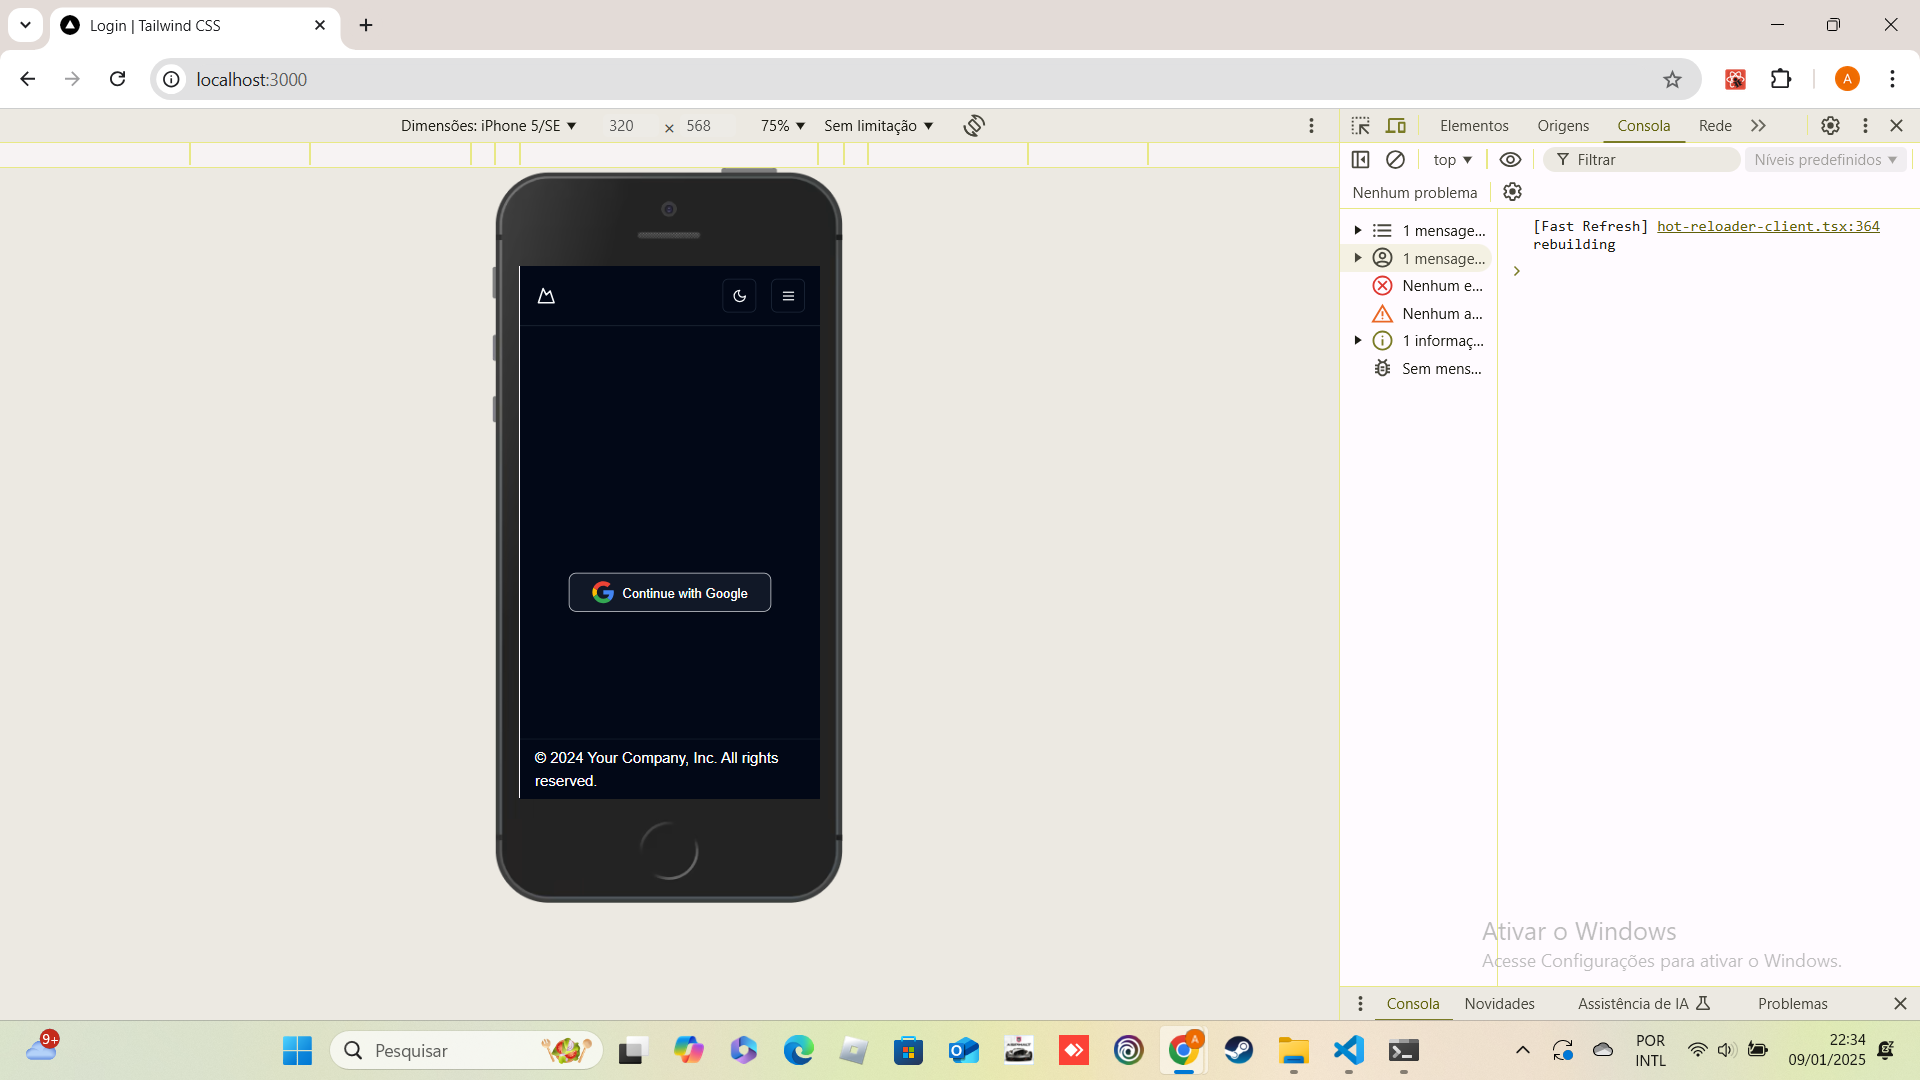 Login | Tailwind CSS
localhost:3000
A
Dimensões: iPhone 5/SE
320
×
568
75%
Sem limitação
Elementos
Origens
Consola
Rede
top
Filtrar
Níveis predefinidos
Nenhum problema
1 mensage...
1 mensage...
Nenhum e...
Nenhum a...
1 informaç...
Sem mens...
[Fast Refresh] hot-reloader-client.tsx:364
rebuilding
Continue with Google
© 2024 Your Company, Inc. All rights
reserved.
Ativar o Windows
Acesse Configurações para ativar o Windows.
Consola
Novidades
Assistência de IA
Problemas
9+
Pesquisar
A
POR
INTL
22:34
09/01/2025